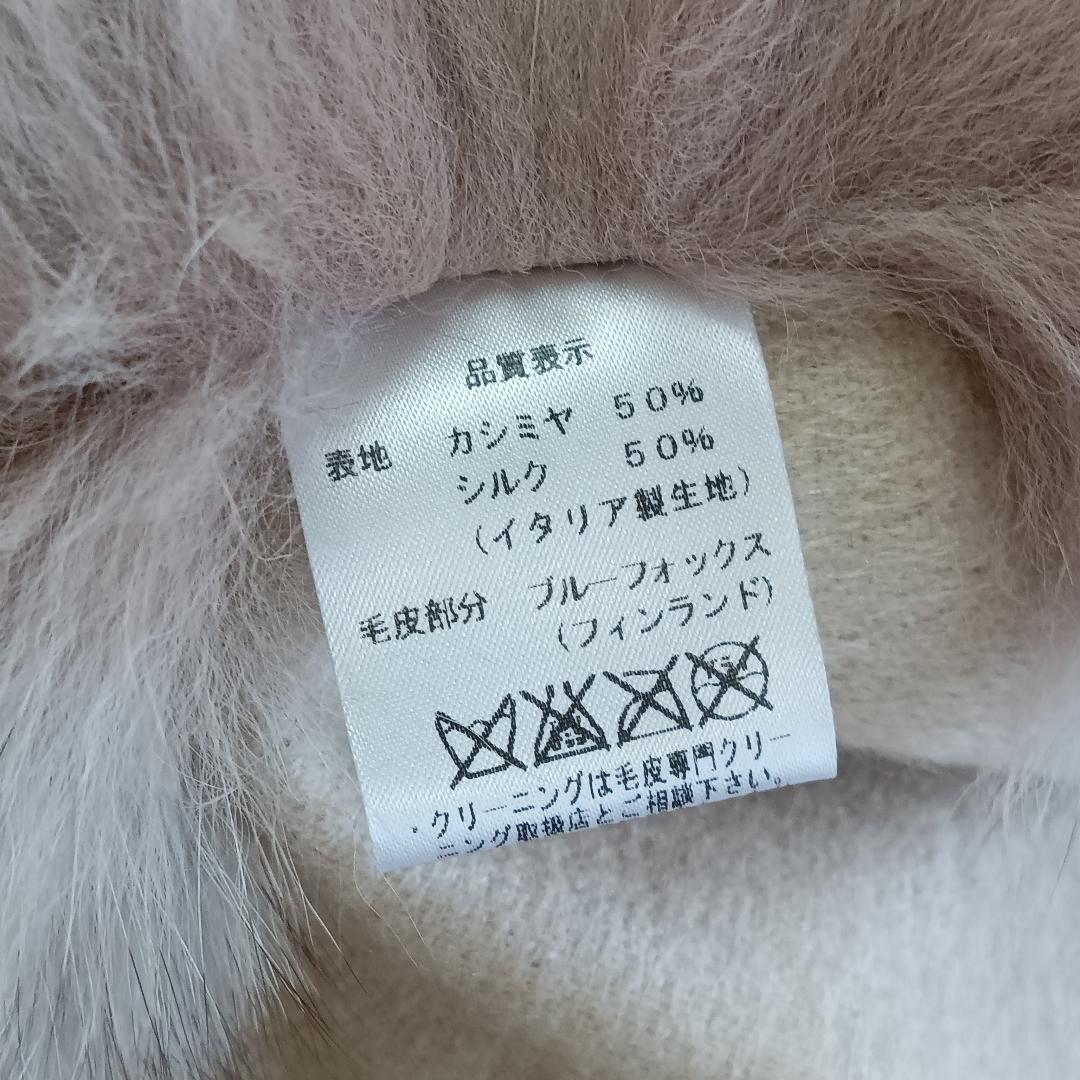 品質表示
表地 カシミヤ 50%
シルク 50%
(イタリア製生地)
毛皮部分 ブルーフォックス
(フィンランド)
・クリーニングは毛皮専門クリー
ニング取扱店とご相談下さい。